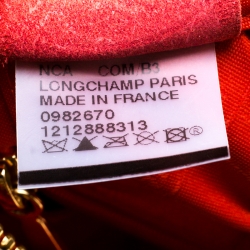 NCA COM/B3
LONGCHAMP PARIS
MADE IN FRANCE
0982670
1212888313